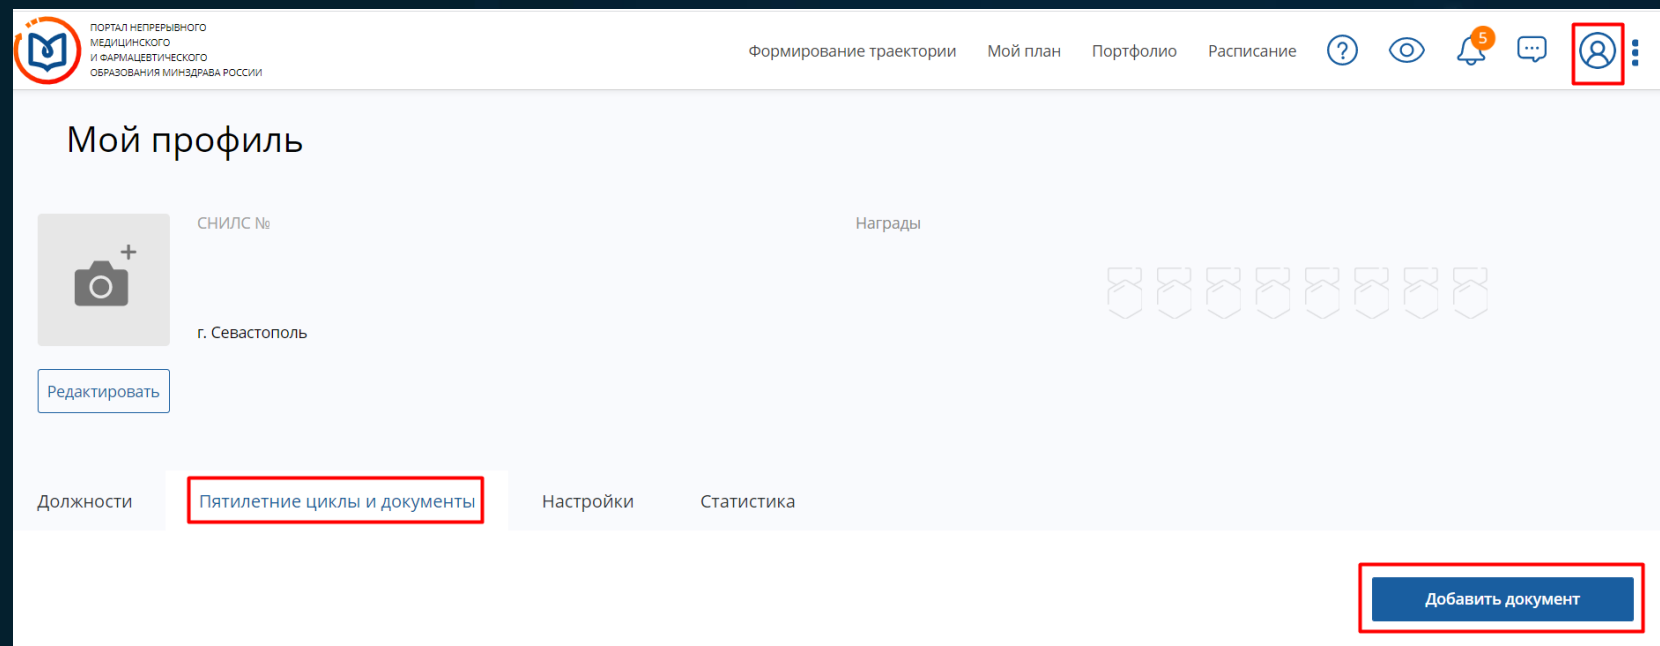 ПОРТАЛ НЕПРЕРЫВНОГО
МЕДИЦИНСКОГО
И ФАРМАЦЕВТИЧЕСКОГО
ОБРАЗОВАНИЯ МИНЗДРАВА РОССИИ
Формирование траектории Мой план Портфолио Расписание ? 5
Мой профиль
СНИЛС № Награды
г. Севастополь
Редактировать
Должности Пятилетние циклы и документы Настройки Статистика
Добавить документ